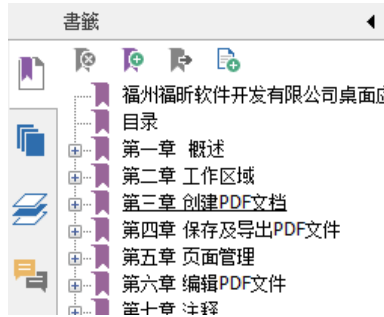 書籤
福州福昕软件开发有限公司桌面应
目录
第一章 概述
第二章 工作区域
第三章 创建PDF文档
第四章 保存及导出PDF文件
第五章 页面管理
第六章 编辑PDF文件
第七章 注释